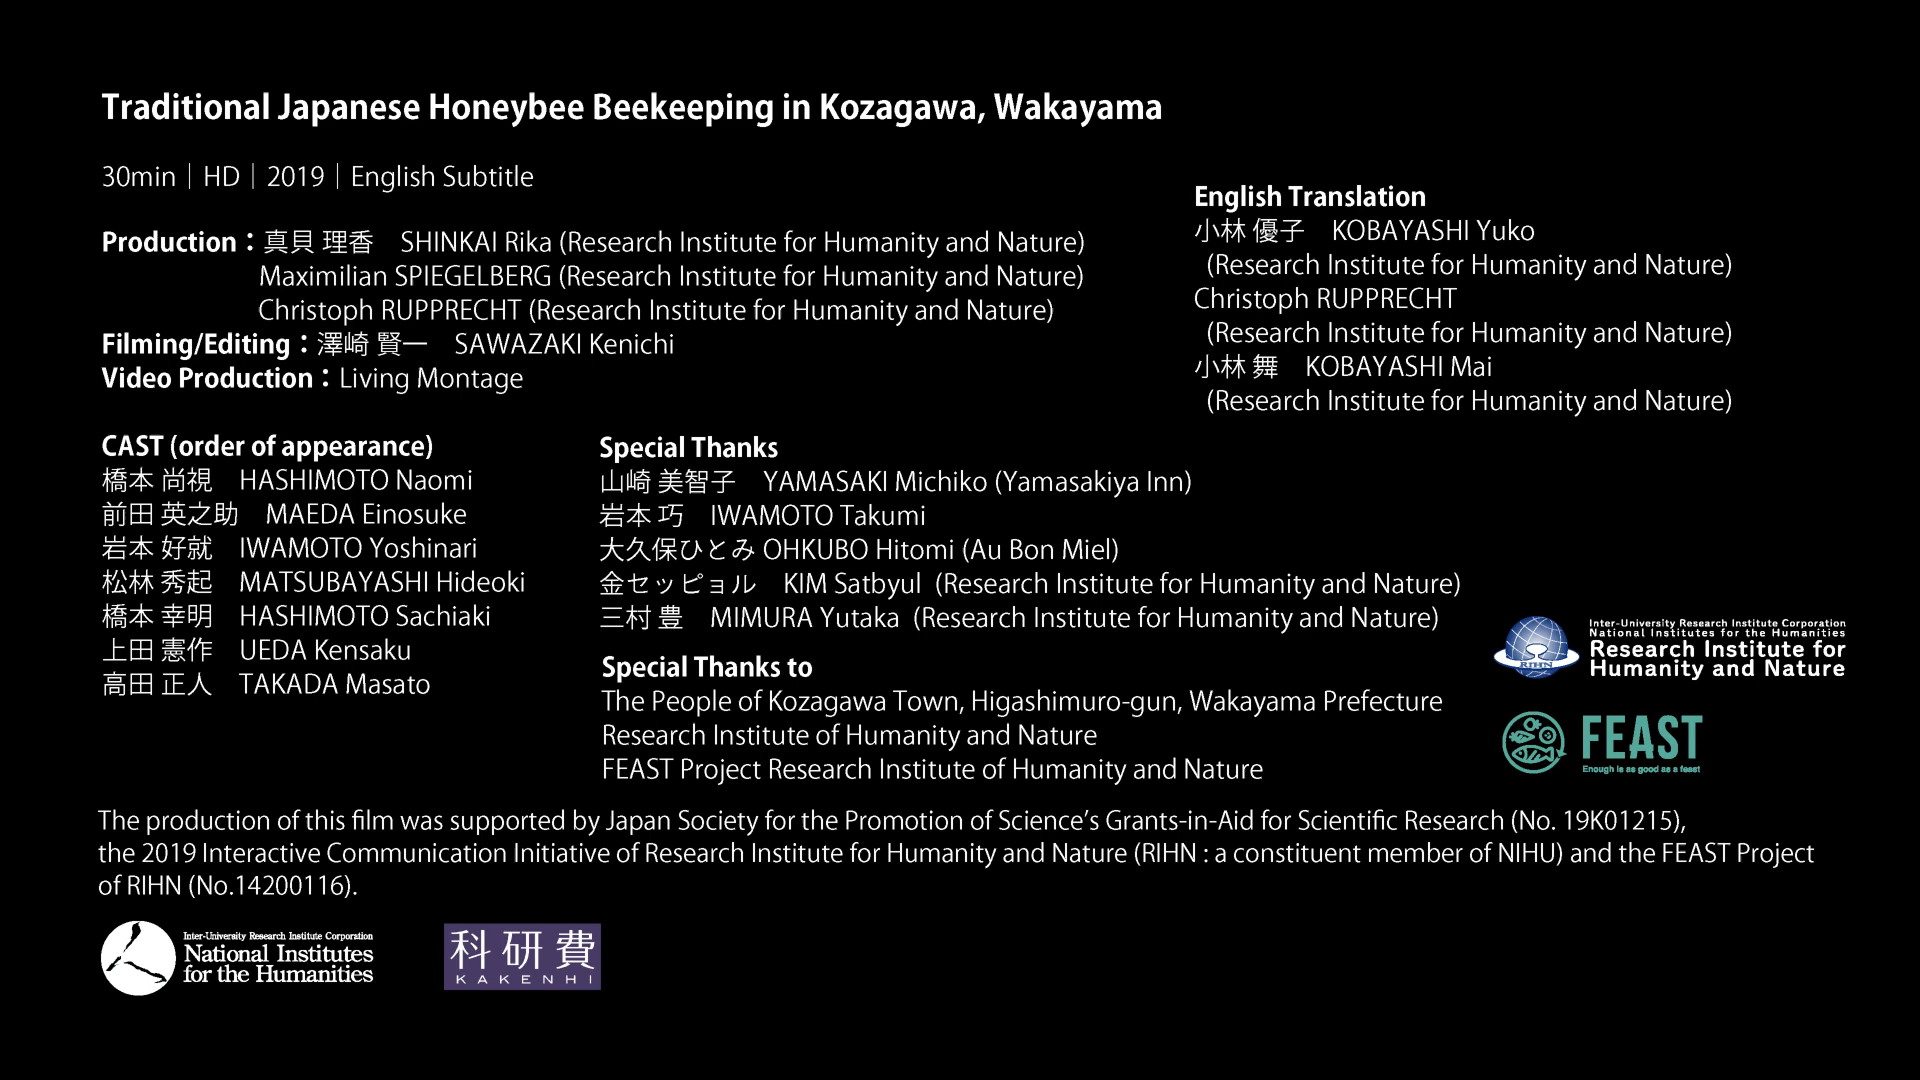 Traditional Japanese Honeybee Beekeeping in Kozagawa, Wakayama
30min｜HD｜2019｜English Subtitle
Production：真貝 理香　SHINKAI Rika (Research Institute for Humanity and Nature)
Maximilian SPIEGELBERG (Research Institute for Humanity and Nature)
Christoph RUPPRECHT (Research Institute for Humanity and Nature)
Filming/Editing：澤崎 賢一　SAWAZAKI Kenichi
Video Production：Living Montage
English Translation
小林 優子　KOBAYASHI Yuko
(Research Institute for Humanity and Nature)
Christoph RUPPRECHT
(Research Institute for Humanity and Nature)
小林 舞　KOBAYASHI Mai
(Research Institute for Humanity and Nature)
CAST (order of appearance)
橋本 尚視　HASHIMOTO Naomi
前田 英之助　MAEDA Einosuke
岩本 好就　IWAMOTO Yoshinari
松林 秀起　MATSUBAYASHI Hideoki
橋本 幸明　HASHIMOTO Sachiaki
上田 憲作　UEDA Kensaku
高田 正人　TAKADA Masato
Special Thanks
山崎 美智子　YAMASAKI Michiko (Yamasakiya Inn)
岩本 巧　IWAMOTO Takumi
大久保ひとみ OHKUBO Hitomi (Au Bon Miel)
金セッピョル　KIM Satbyul (Research Institute for Humanity and Nature)
三村 豊　MIMURA Yutaka (Research Institute for Humanity and Nature)
Special Thanks to
The People of Kozagawa Town, Higashimuro-gun, Wakayama Prefecture
Research Institute of Humanity and Nature
FEAST Project Research Institute of Humanity and Nature
RIHN
Inter-University Research Institute Corporation
National Institutes for the Humanities
Research Institute for
Humanity and Nature
FEAST
Enough is as good as a feast
The production of this film was supported by Japan Society for the Promotion of Science’s Grants-in-Aid for Scientific Research (No. 19K01215),
the 2019 Interactive Communication Initiative of Research Institute for Humanity and Nature (RIHN : a constituent member of NIHU) and the FEAST Project
of RIHN (No.14200116).
Inter-University Research Institute Corporation
National Institutes
for the Humanities
科研費
KAKENHI